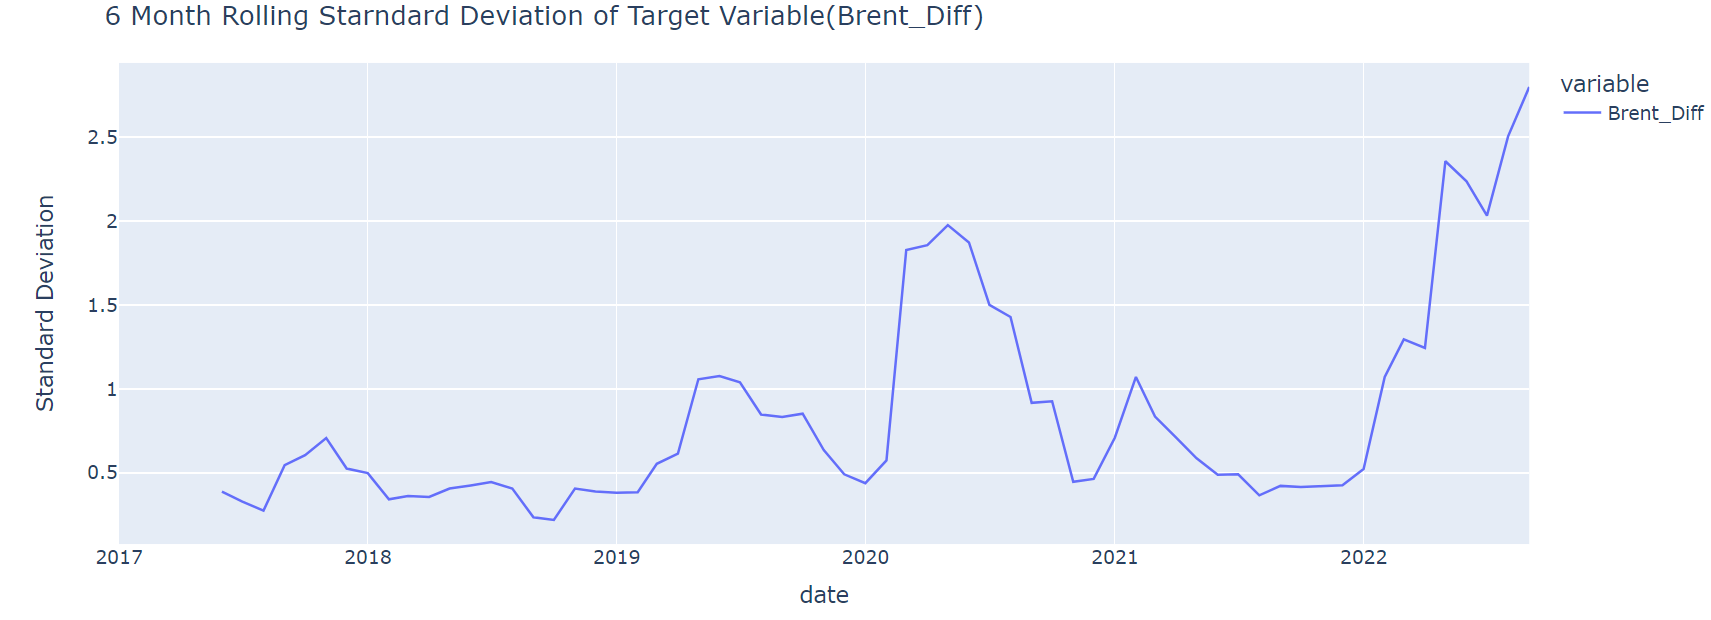 6 Month Rolling Starndard Deviation of Target Variable(Brent_Diff)
variable
Brent_Diff
2.5
2
1.5
1
0.5
Standard Deviation
2017 2018 2019 2020 2021 2022
date